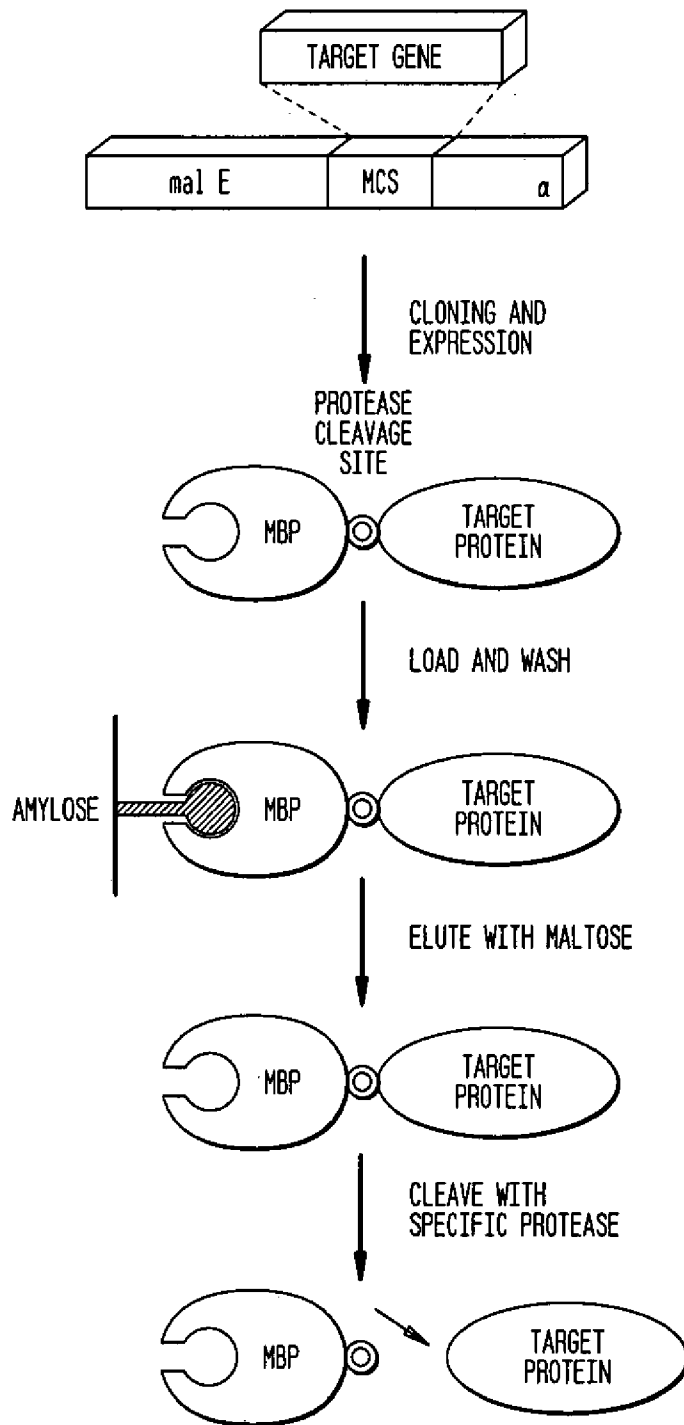 TARGET GENE
mal E
MCS
α
CLONING AND
EXPRESSION
PROTEASE
CLEAVAGE
SITE
MBP
TARGET
PROTEIN
LOAD AND WASH
AMYLOSE
MBP
TARGET
PROTEIN
ELUTE WITH MALTOSE
MBP
TARGET
PROTEIN
CLEAVE WITH
SPECIFIC PROTEASE
MBP
TARGET
PROTEIN